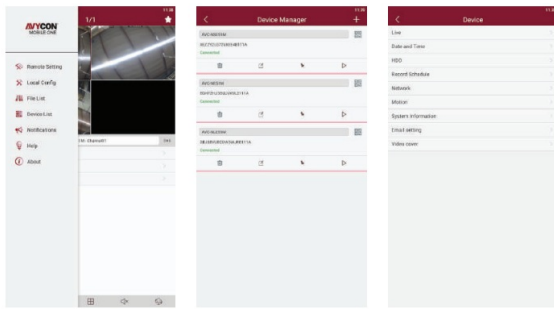 AVYCON
MOBILE ONE
Remote Setting
Local Config
File List
Device List
Notifications
Help
About
1/1
Device Manager
Connected
Connected
Connected
Device
Live
Date and Time
HDD
Record Schedule
Network
Motion
System Information
Email setting
Video cover